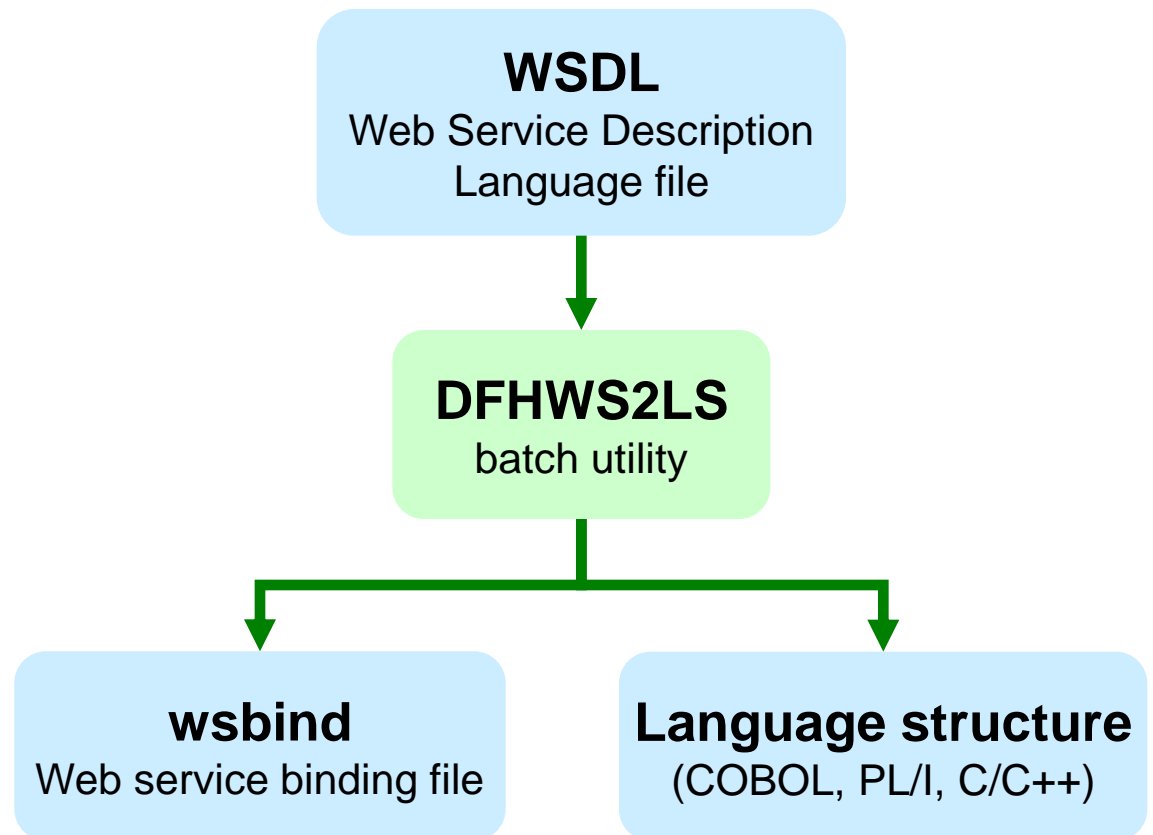 WSDL
Web Service Description
Language file
DFHWS2LS
batch utility
wsbind
Web service binding file
Language structure
(COBOL, PL/I, C/C++)